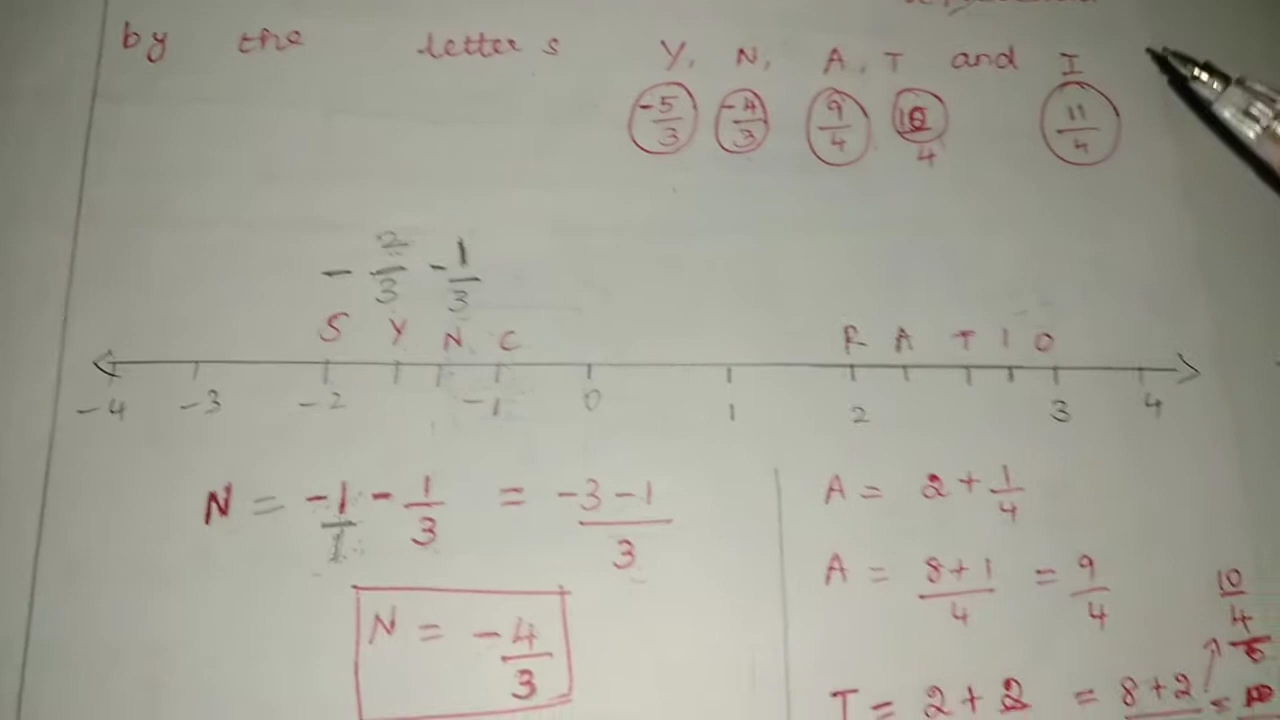 by the letters Y, N, A, T and I
-5/3 -4/3 9/4 10/4 11/4
- 2/3 - 1/3
S Y N C R A T I O
-4 -3 -2 -1 0 1 2 3 4
N = -1/1 - 1/3 = -3-1/3
A = 2 + 1/4
A = 8+1/4 = 9/4
10/4
N = -4/3
T = 2 + 2 = 8+2 =